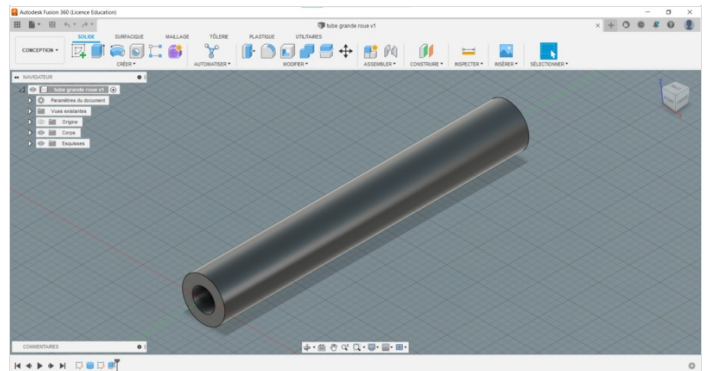 Autodesk Fusion 360 (Licence Education)
tube grande roue v1
SOLIDE SURFACIQUE MAILLAGE TÔLERIE PLASTIQUE UTILITAIRES
CONCEPTION
CRÉER AUTOMATISER MODIFIER ASSEMBLER CONSTRUIRE INSPECTER INSÉRER SÉLECTIONNER
NAVIGATEUR
tube grande roue v1
Paramètres du document
Vues existantes
Origine
Corps
Esquisses
COMMENTAIRES